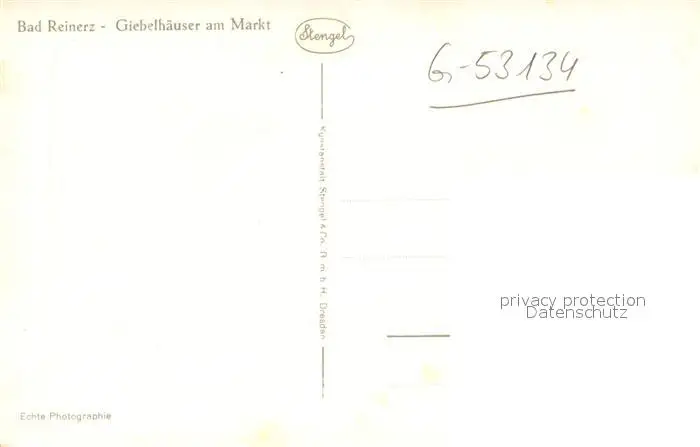 Bad Reinerz - Giebelhäuser am Markt
Stengel
G-53134
Kunstanstalt Stengel & Co. G. m. b. H. Dresden
privacy protection
Datenschutz
Echte Photographie